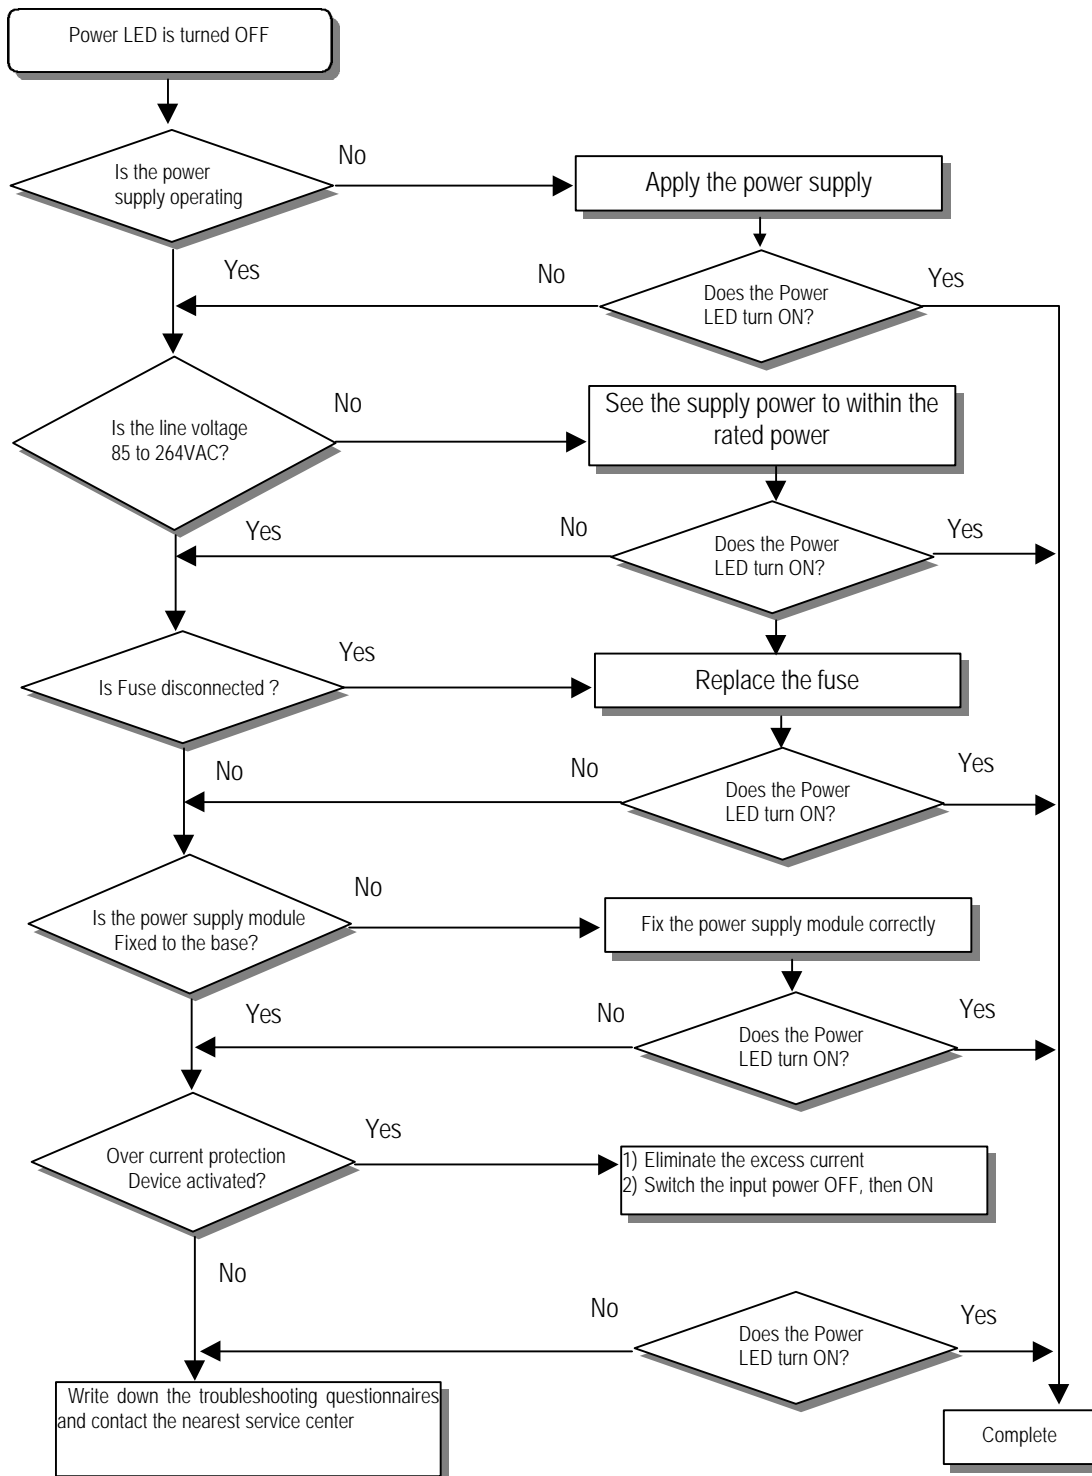 Power LED is turned OFF
Is the power
supply operating
No
Apply the power supply
Yes
No
Does the Power
LED turn ON?
Yes
Is the line voltage
85 to 264VAC?
No
See the supply power to within the
rated power
Yes
No
Does the Power
LED turn ON?
Yes
Is Fuse disconnected ?
Yes
Replace the fuse
No
No
Does the Power
LED turn ON?
Yes
Is the power supply module
Fixed to the base?
No
Fix the power supply module correctly
Yes
No
Does the Power
LED turn ON?
Yes
Over current protection
Device activated?
Yes
1) Eliminate the excess current
2) Switch the input power OFF, then ON
No
No
Does the Power
LED turn ON?
Yes
Write down the troubleshooting questionnaires
and contact the nearest service center
Complete